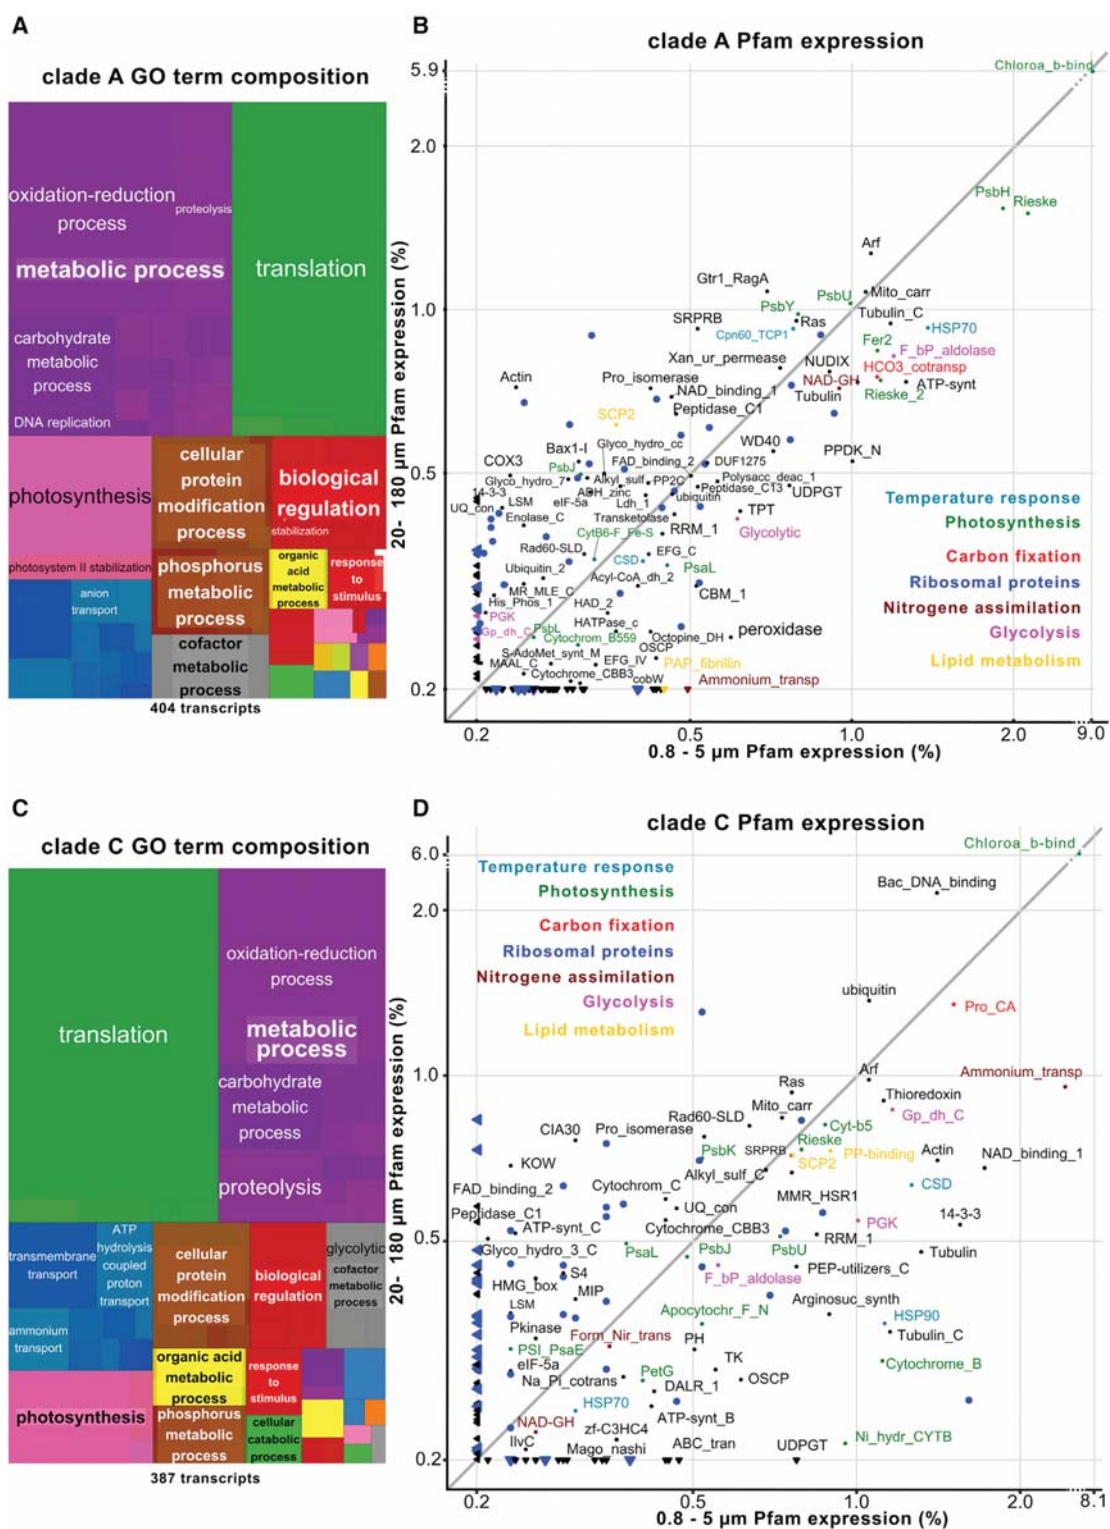 A
clade A GO term composition
oxidation-reduction
process
proteolysis
metabolic process
translation
carbohydrate
metabolic
process
DNA replication
photosynthesis
cellular
protein
modification
process
biological
regulation
stabilization
photosystem II stabilization
phosphorus
metabolic
process
organic
acid
metabolic
process
response
to
stimulus
anion
transport
cofactor
metabolic
process
404 transcripts
B
clade A Pfam expression
20- 180 µm Pfam expression (%)
5.9
2.0
1.0
0.5
0.2
Chloroa_b-bind
PsbH
Rieske
Arf
Gtr1_RagA
PsbY
PsbU
Mito_carr
SRPRB
Cpn60_TCP1
Ras
Tubulin_C
HSP70
Fer2
F_bP_aldolase
Xan_ur_permease
NUDIX
HCO3_cotransp
Actin
Pro_isomerase
NAD_binding_1
NAD-GH
Tubulin
Rieske_2
ATP-synt
SCP2
Peptidase_C1
Bax1-I
Glyco_hydro_cc
WD40
PPDK_N
COX3
PsbJ
FAD_binding_2
DUF1275
Glyco_hydro_7
Alkyl_sulf
PP2C
Polysacc_deac_1
14-3-3
ADH_zinc
Peptidase_C13
UDPGT
UQ_con
LSM
eIF-5a
Ldh_1
ubiquitin
TPT
Enolase_C
Transketolase
RRM_1
Glycolytic
CytB6-F_Fe-S
Rad60-SLD
CSD
EFG_C
PsaL
Ubiquitin_2
Acyl-CoA_dh_2
MR_MLE_C
CBM_1
His_Phos_1
HAD_2
PGK
HATPase_c
Gp_dh_C
PsbL
Cytochrom_B559
Octopine_DH
peroxidase
S-AdoMet_synt_M
OSCP
MAAL_C
EFG_IV
PAP_fibrillin
Cytochrome_CBB3
cobW
Ammonium_transp
Temperature response
Photosynthesis
Carbon fixation
Ribosomal proteins
Nitrogene assimilation
Glycolysis
Lipid metabolism
0.2
0.5
1.0
2.0
9.0
0.8 - 5 µm Pfam expression (%)
C
clade C GO term composition
translation
oxidation-reduction
process
metabolic
process
carbohydrate
metabolic
process
proteolysis
transmembrane
transport
ATP
hydrolysis
coupled
proton
transport
cellular
protein
modification
process
biological
regulation
glycolytic
cofactor
metabolic
process
ammonium
transport
organic acid
metabolic
process
response
to
stimulus
photosynthesis
phosphorus
metabolic
process
cellular
catabolic
process
387 transcripts
D
clade C Pfam expression
20- 180 µm Pfam expression (%)
6.0
2.0
1.0
0.5
0.2
Temperature response
Photosynthesis
Carbon fixation
Ribosomal proteins
Nitrogene assimilation
Glycolysis
Lipid metabolism
Chloroa_b-bind
Bac_DNA_binding
ubiquitin
Pro_CA
Arf
Ammonium_transp
Ras
Thioredoxin
Mito_carr
Gp_dh_C
Rad60-SLD
CIA30
Pro_isomerase
Cyt-b5
Rieske
PsbK
SRPRB
SCP2
PP-binding
Actin
NAD_binding_1
KOW
Alkyl_sulf_C
CSD
FAD_binding_2
Cytochrom_C
MMR_HSR1
Peptidase_C1
UQ_con
14-3-3
ATP-synt_C
Cytochrome_CBB3
PGK
RRM_1
Glyco_hydro_3_C
PsaL
PsbJ
PsbU
Tubulin
S4
F_bP_aldolase
PEP-utilizers_C
HMG_box
MIP
LSM
Apocytochr_F_N
Arginosuc_synth
HSP90
Pkinase
Form_Nir_trans
PH
Tubulin_C
PSI_PsaE
eIF-5a
TK
Cytochrome_B
Na_Pi_cotrans
PetG
OSCP
DALR_1
HSP70
NAD-GH
ATP-synt_B
zf-C3HC4
IlvC
Mago_nashi
ABC_tran
UDPGT
Ni_hydr_CYTB
0.2
0.5
1.0
2.0
8.1
0.8 - 5 µm Pfam expression (%)